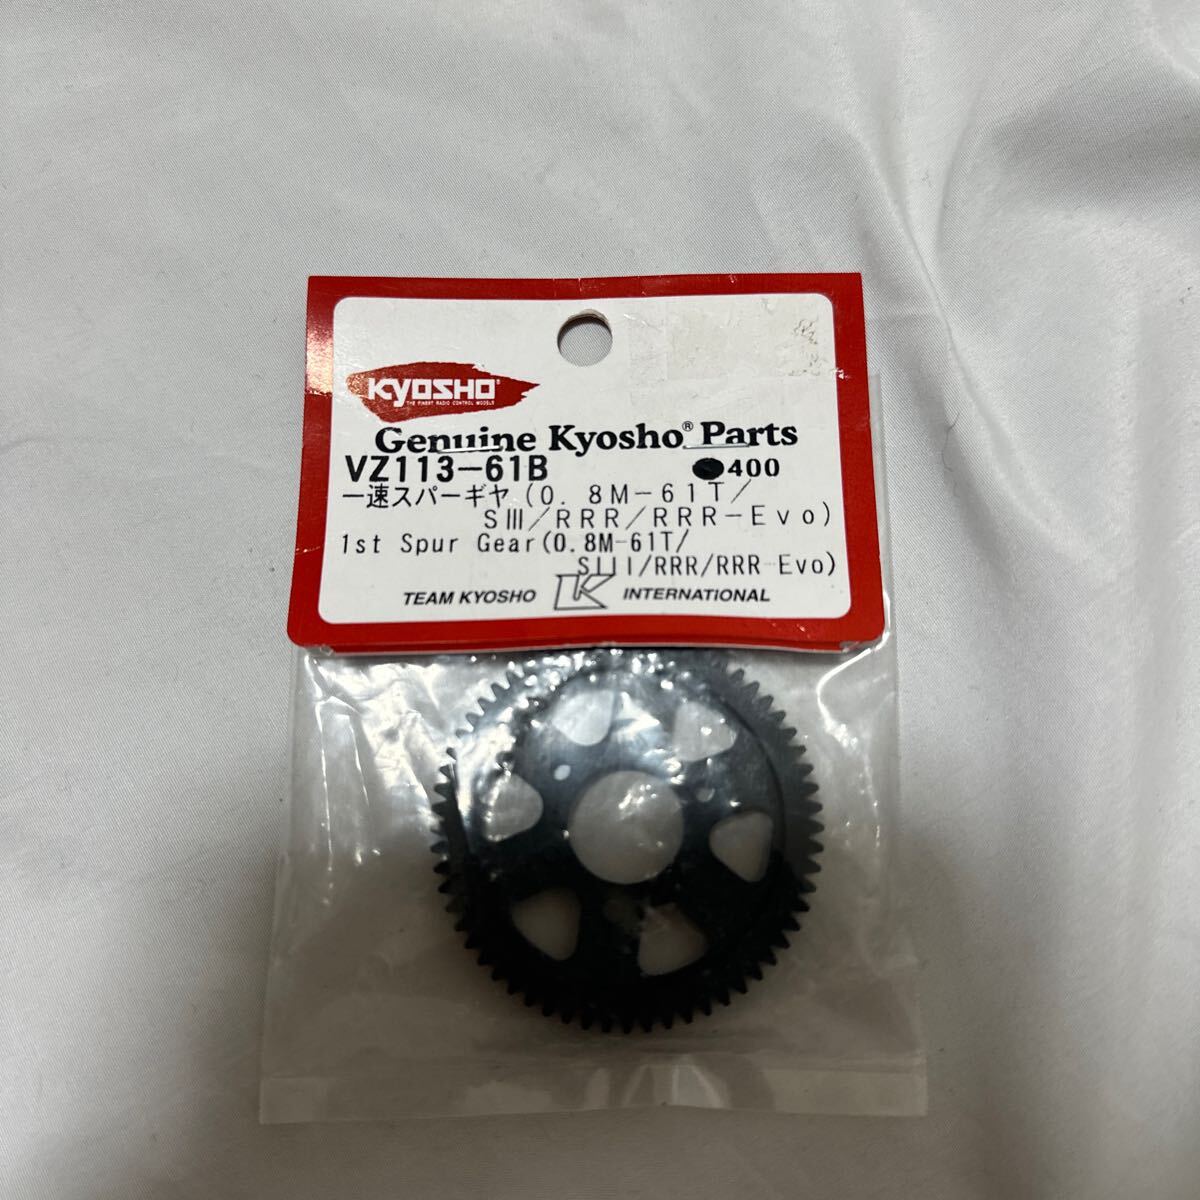 KYOSHO®
THE FINEST RADIO CONTROL MODELS
Genuine Kyosho® Parts
VZ113-61B ●400
一速スパーギヤ(0.8M-61T/
SⅢ/RRR/RRR-Evo)
1st Spur Gear(0.8M-61T/
SIII/RRR/RRR-Evo)
TEAM KYOSHO K INTERNATIONAL